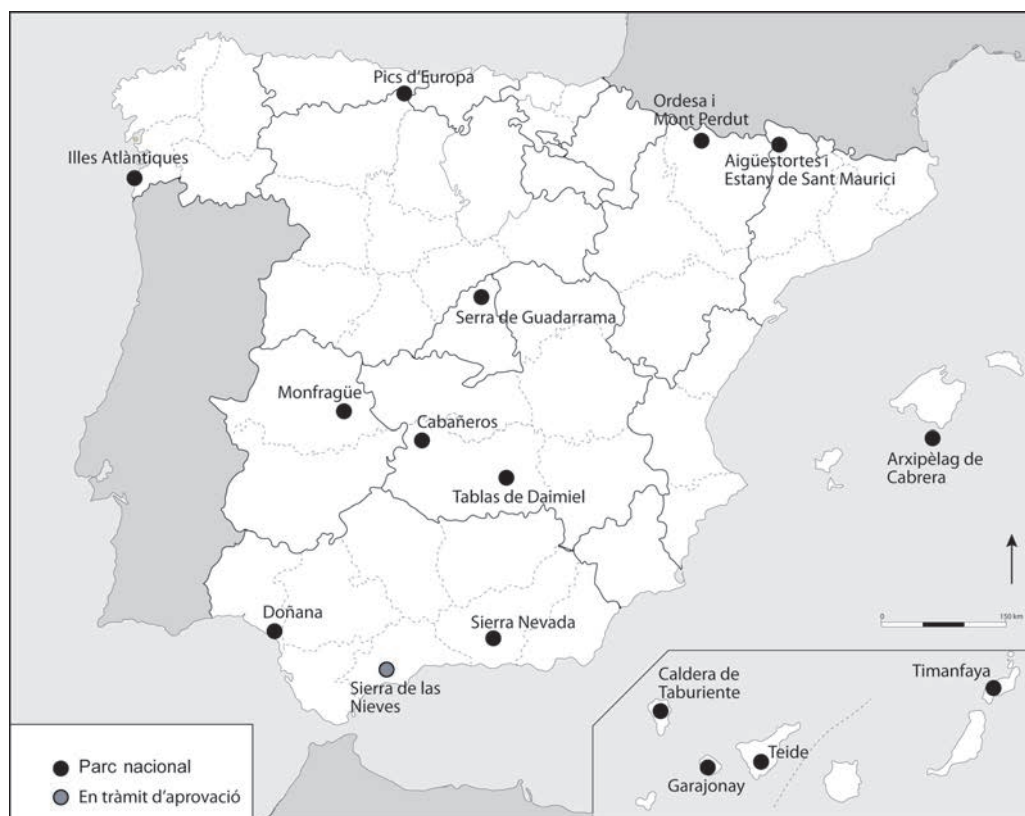 Pics d'Europa
Ordesa i
Mont Perdut
Illes Atlàntiques
Aigüestortes i
Estany de Sant Maurici
Serra de Guadarrama
Monfragüe
Cabañeros
Arxipèlag de
Cabrera
Tablas de Daimiel
Doñana
Sierra Nevada
0
150 km
Sierra de las
Nieves
Caldera de
Taburiente
Timanfaya
Teide
Garajonay
Parc nacional
En tràmit d'aprovació